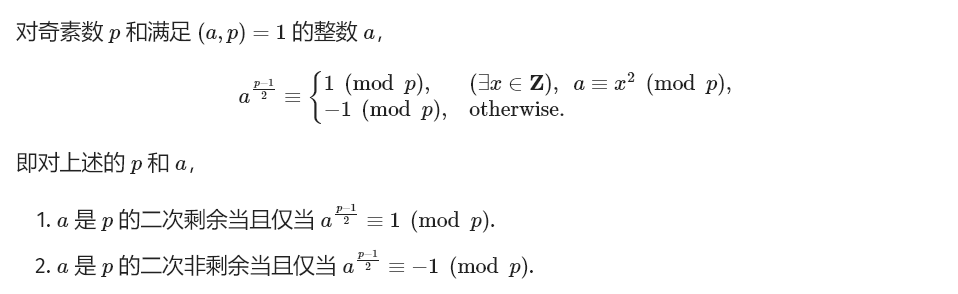 对奇素数 $p$ 和满足 $(a, p) = 1$ 的整数 $a$,
$$a^{\frac{p-1}{2}} \equiv \begin{cases} 1 \pmod p, & (\exists x \in \mathbf{Z}),\ a \equiv x^2 \pmod p, \\ -1 \pmod p, & \text{otherwise.} \end{cases}$$
即对上述的 $p$ 和 $a$,
1. $a$ 是 $p$ 的二次剩余当且仅当 $a^{\frac{p-1}{2}} \equiv 1 \pmod p$.
2. $a$ 是 $p$ 的二次非剩余当且仅当 $a^{\frac{p-1}{2}} \equiv -1 \pmod p$.